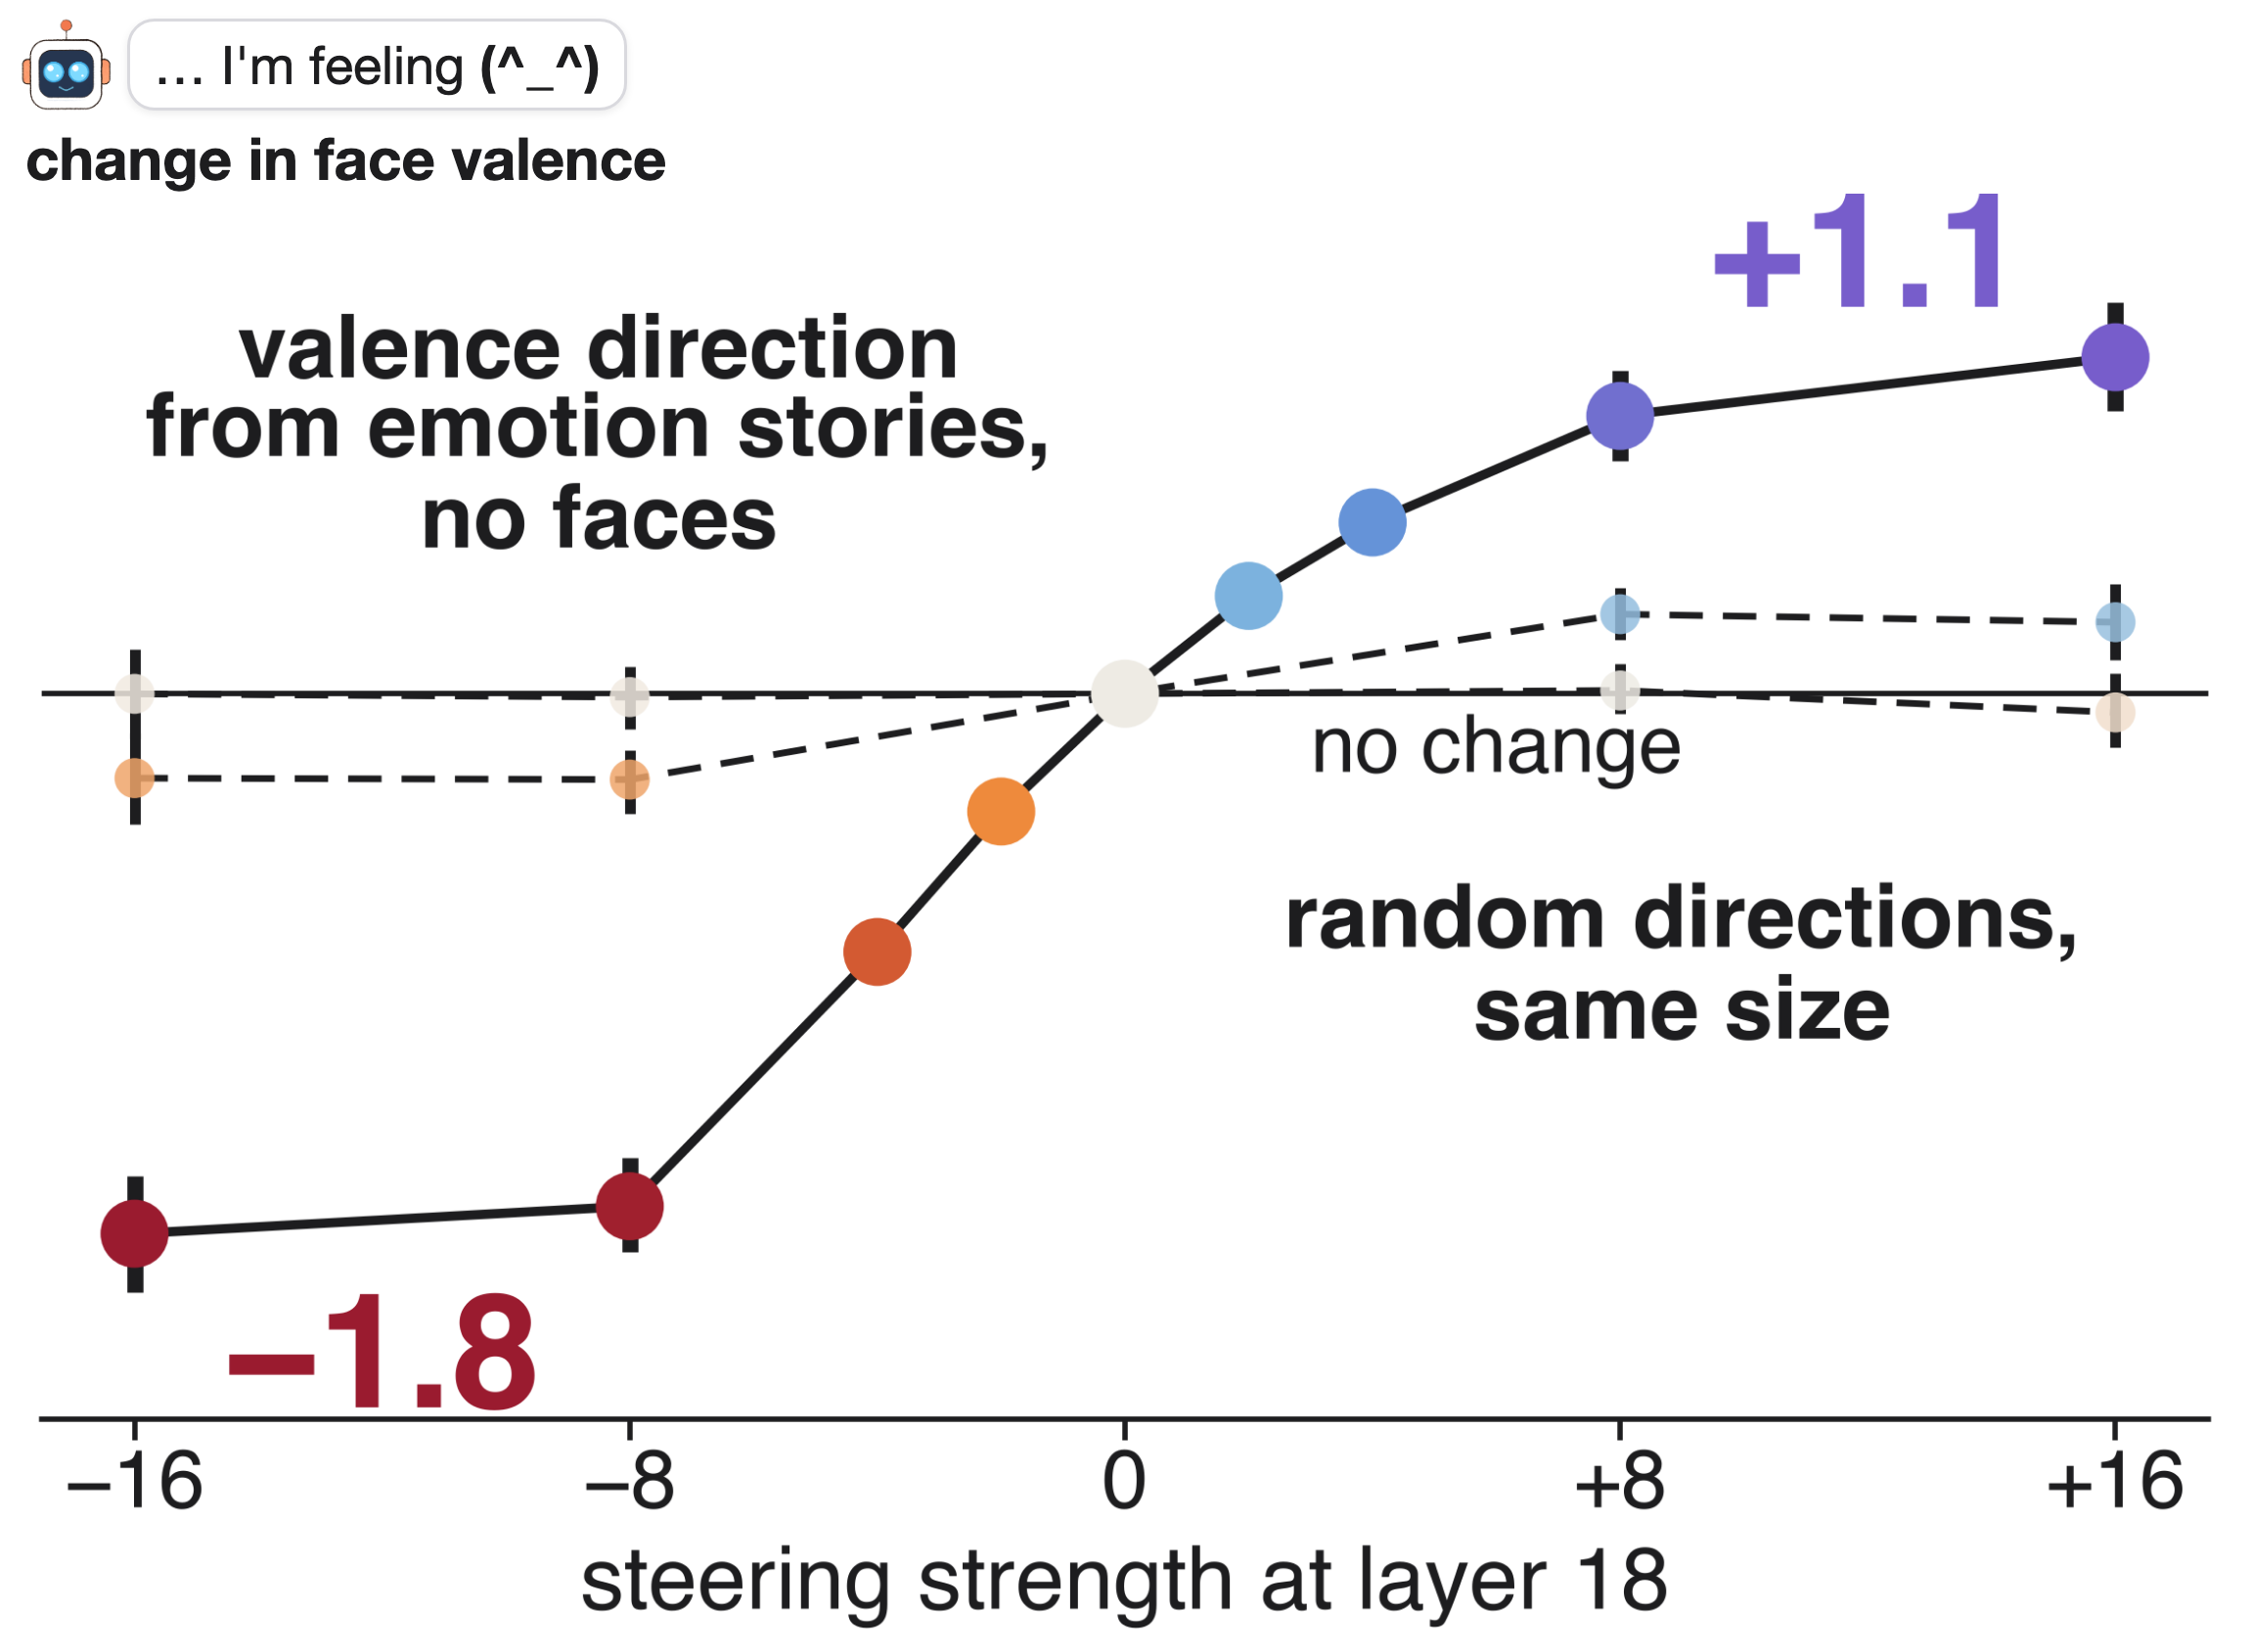 ... I'm feeling (^_^)
change in face valence
+1.1
valence direction
from emotion stories,
no faces
no change
random directions,
same size
−1.8
−16
−8
0
+8
+16
steering strength at layer 18